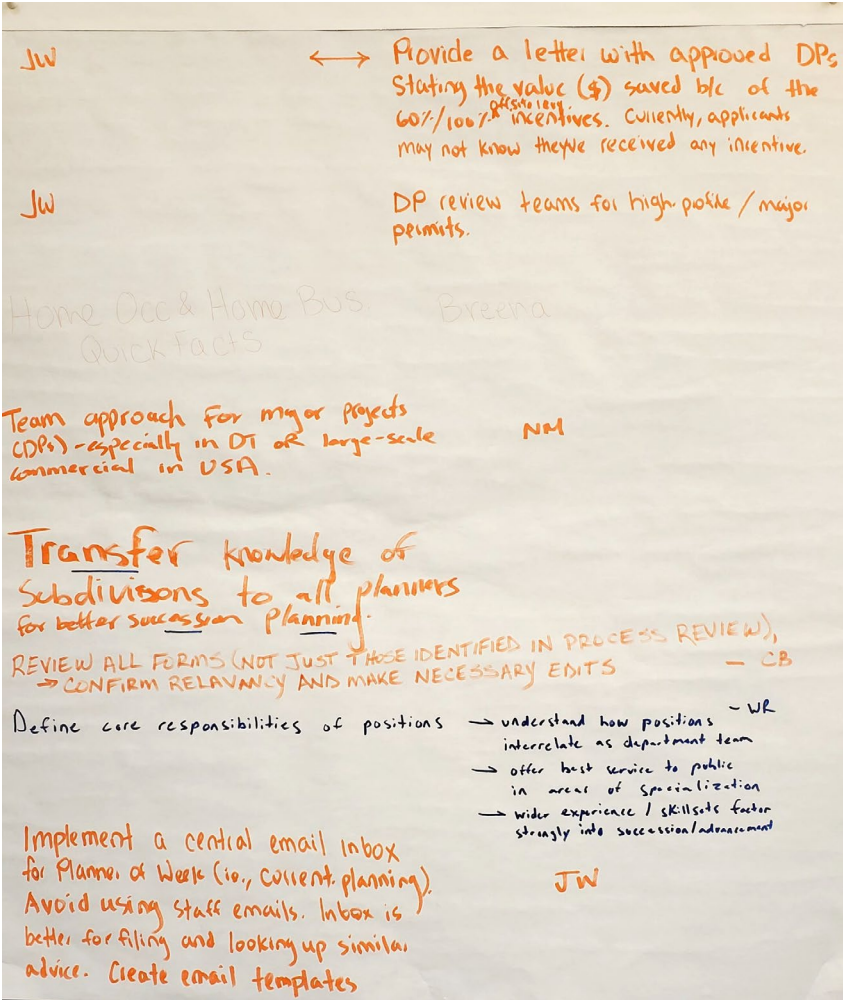 JW ↔ Provide a letter with approved DPs
Stating the value ($) saved b/c of the
60%/100% ^offsite levy incentives. Currently, applicants
may not know theyve received any incentive.
JW DP review teams for high-profile / major
permits.
Home Occ & Home Bus. Breena
Quick Facts
Team approach for major projects
(DPs) - especially in DT or large-scale NM
commercial in USA.
Transfer knowledge of
Subdivisons to all planners
for better succession planning.
REVIEW ALL FORMS (NOT JUST THOSE IDENTIFIED IN PROCESS REVIEW),
→ CONFIRM RELAVANCY AND MAKE NECESSARY EDITS — CB
Define core responsibilities of positions → understand how positions - WR
interrelate as department team
→ offer best service to public
in areas of specialization
→ wider experience / skillsets factor
strongly into succession/advancement
Implement a central email inbox
for Planner of Week (ie., current planning). JW
Avoid using staff emails. Inbox is
better for filing and looking up similar
advice. Create email templates